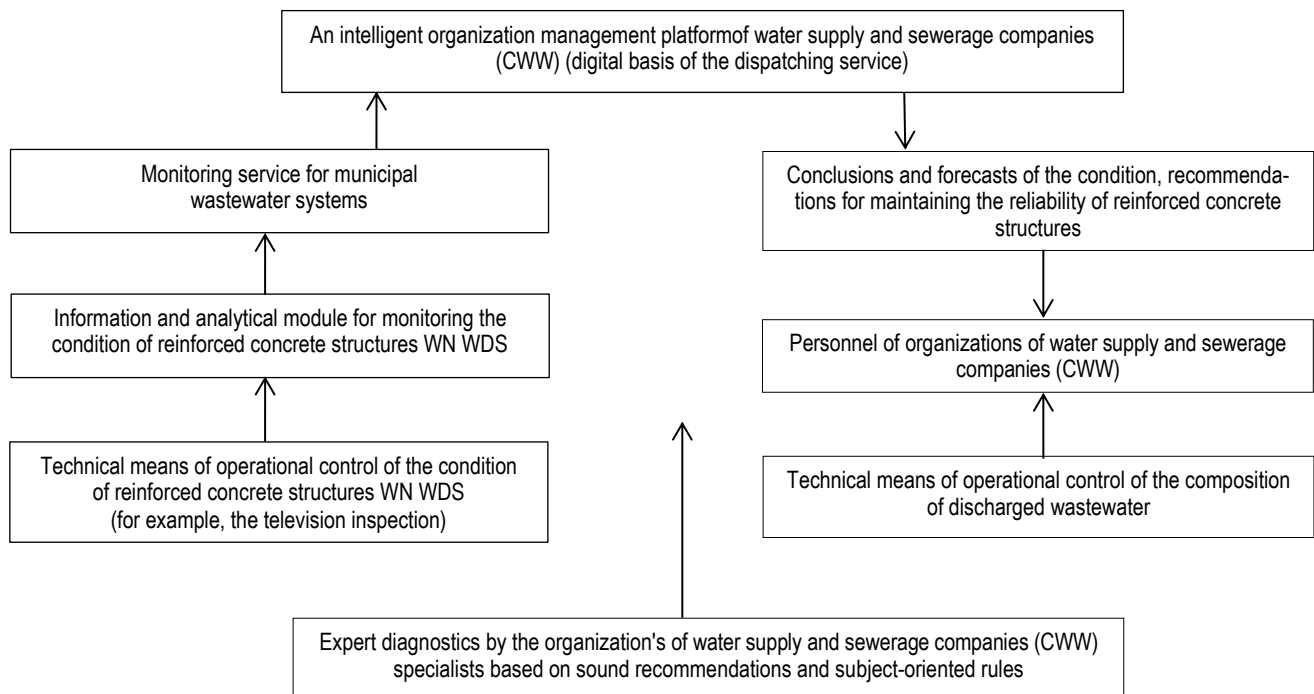 An intelligent organization management platformof water supply and sewerage companies
(CWW) (digital basis of the dispatching service)
Monitoring service for municipal
wastewater systems
Conclusions and forecasts of the condition, recommenda-
tions for maintaining the reliability of reinforced concrete
structures
Information and analytical module for monitoring the
condition of reinforced concrete structures WN WDS
Personnel of organizations of water supply and sewerage
companies (CWW)
Technical means of operational control of the condition
of reinforced concrete structures WN WDS
(for example, the television inspection)
Technical means of operational control of the composition
of discharged wastewater
Expert diagnostics by the organization's of water supply and sewerage companies (CWW)
specialists based on sound recommendations and subject-oriented rules